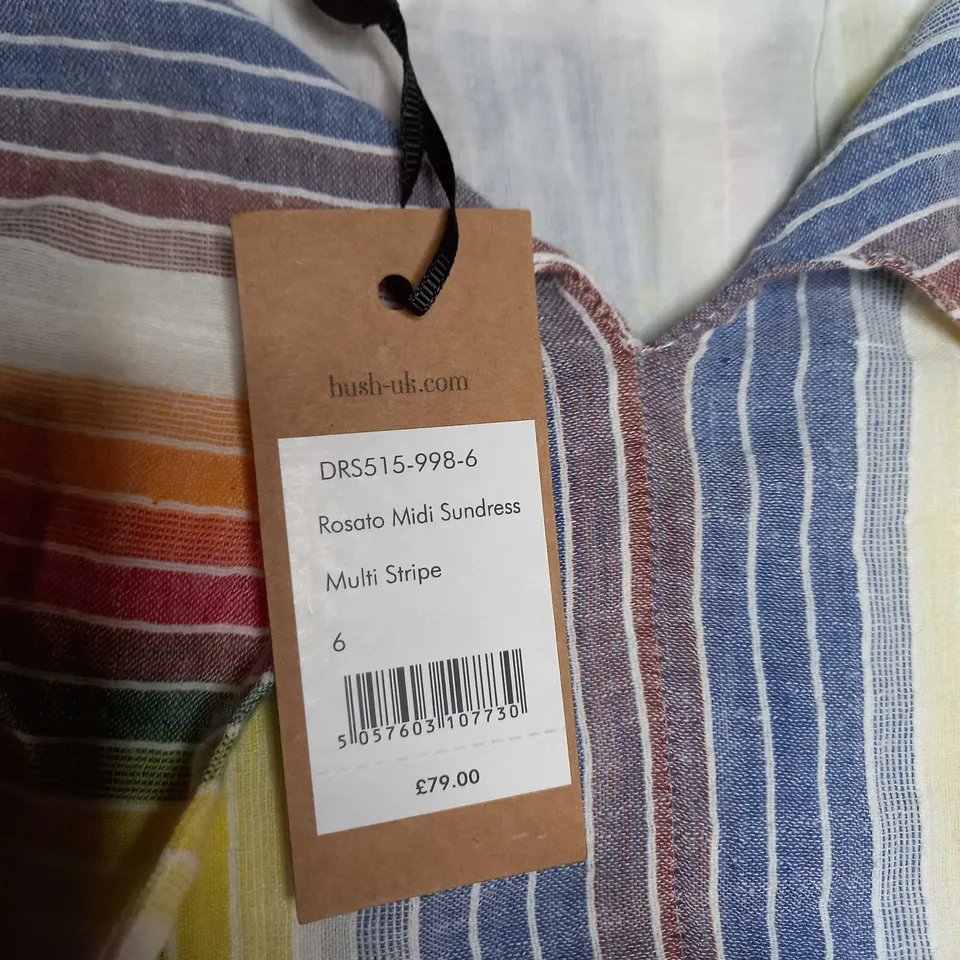 hush-uk.com
DRS515-998-6
Rosato Midi Sundress
Multi Stripe
6
5 057603 107730
£79.00